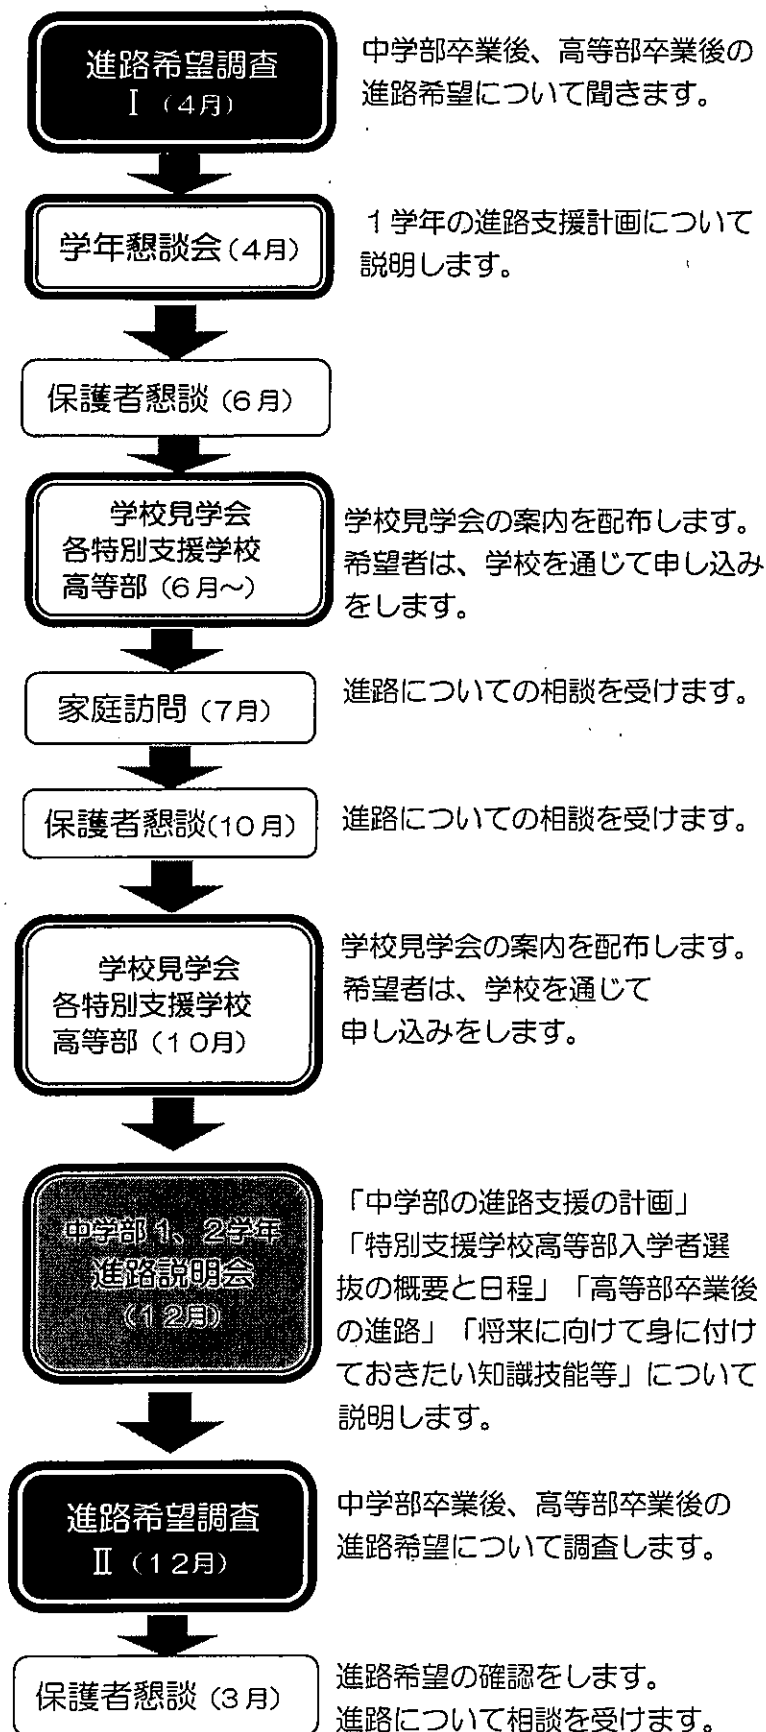 進路希望調査
Ⅰ（4月）
中学部卒業後、高等部卒業後の
進路希望について聞きます。
学年懇談会(4月)
1学年の進路支援計画について
説明します。
保護者懇談（6月）
学校見学会
各特別支援学校
高等部（6月～）
学校見学会の案内を配布します。
希望者は、学校を通じて申し込み
をします。
家庭訪問（7月）
進路についての相談を受けます。
保護者懇談(10月)
進路についての相談を受けます。
学校見学会
各特別支援学校
高等部（10月）
学校見学会の案内を配布します。
希望者は、学校を通じて
申し込みをします。
中学部1、2学年
進路説明会
（12月）
「中学部の進路支援の計画」
「特別支援学校高等部入学者選
抜の概要と日程」「高等部卒業後
の進路」「将来に向けて身に付け
ておきたい知識技能等」について
説明します。
進路希望調査
Ⅱ（12月）
中学部卒業後、高等部卒業後の
進路希望について調査します。
保護者懇談（3月）
進路希望の確認をします。
進路について相談を受けます。